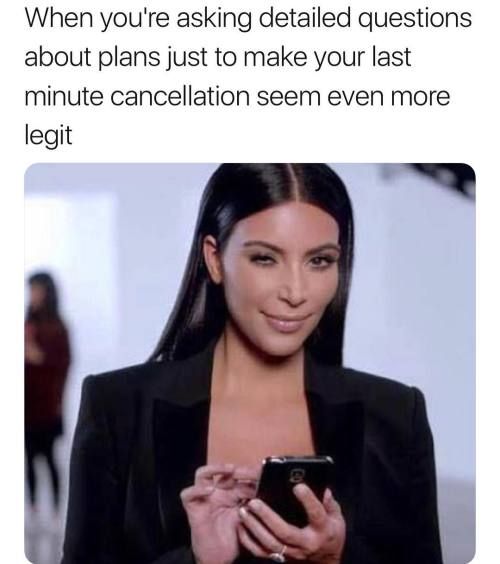 When you're asking detailed questions
about plans just to make your last
minute cancellation seem even more
legit